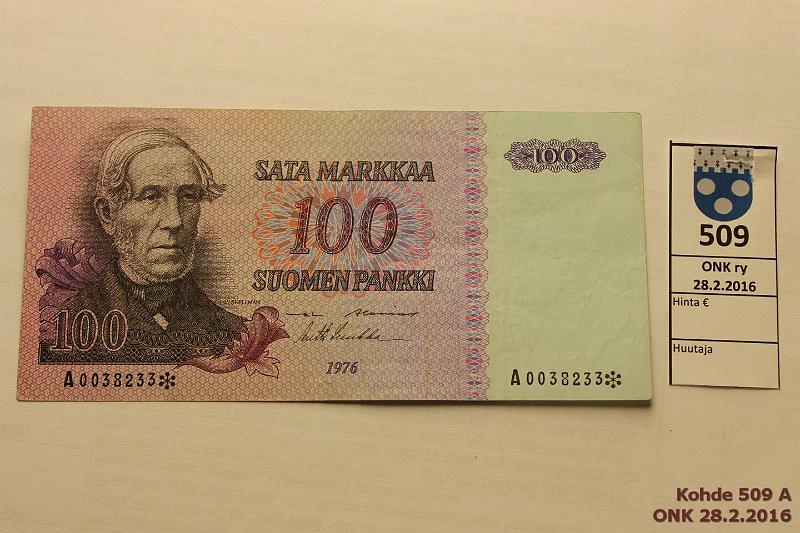 SATA MARKKAA
100
100
SUOMEN PANKKI
J.V. SNELLMAN
100
1976
A0038233*
A0038233*
509
ONK ry
28.2.2016
Hinta €
Huutaja
Kohde 509 A
ONK 28.2.2016